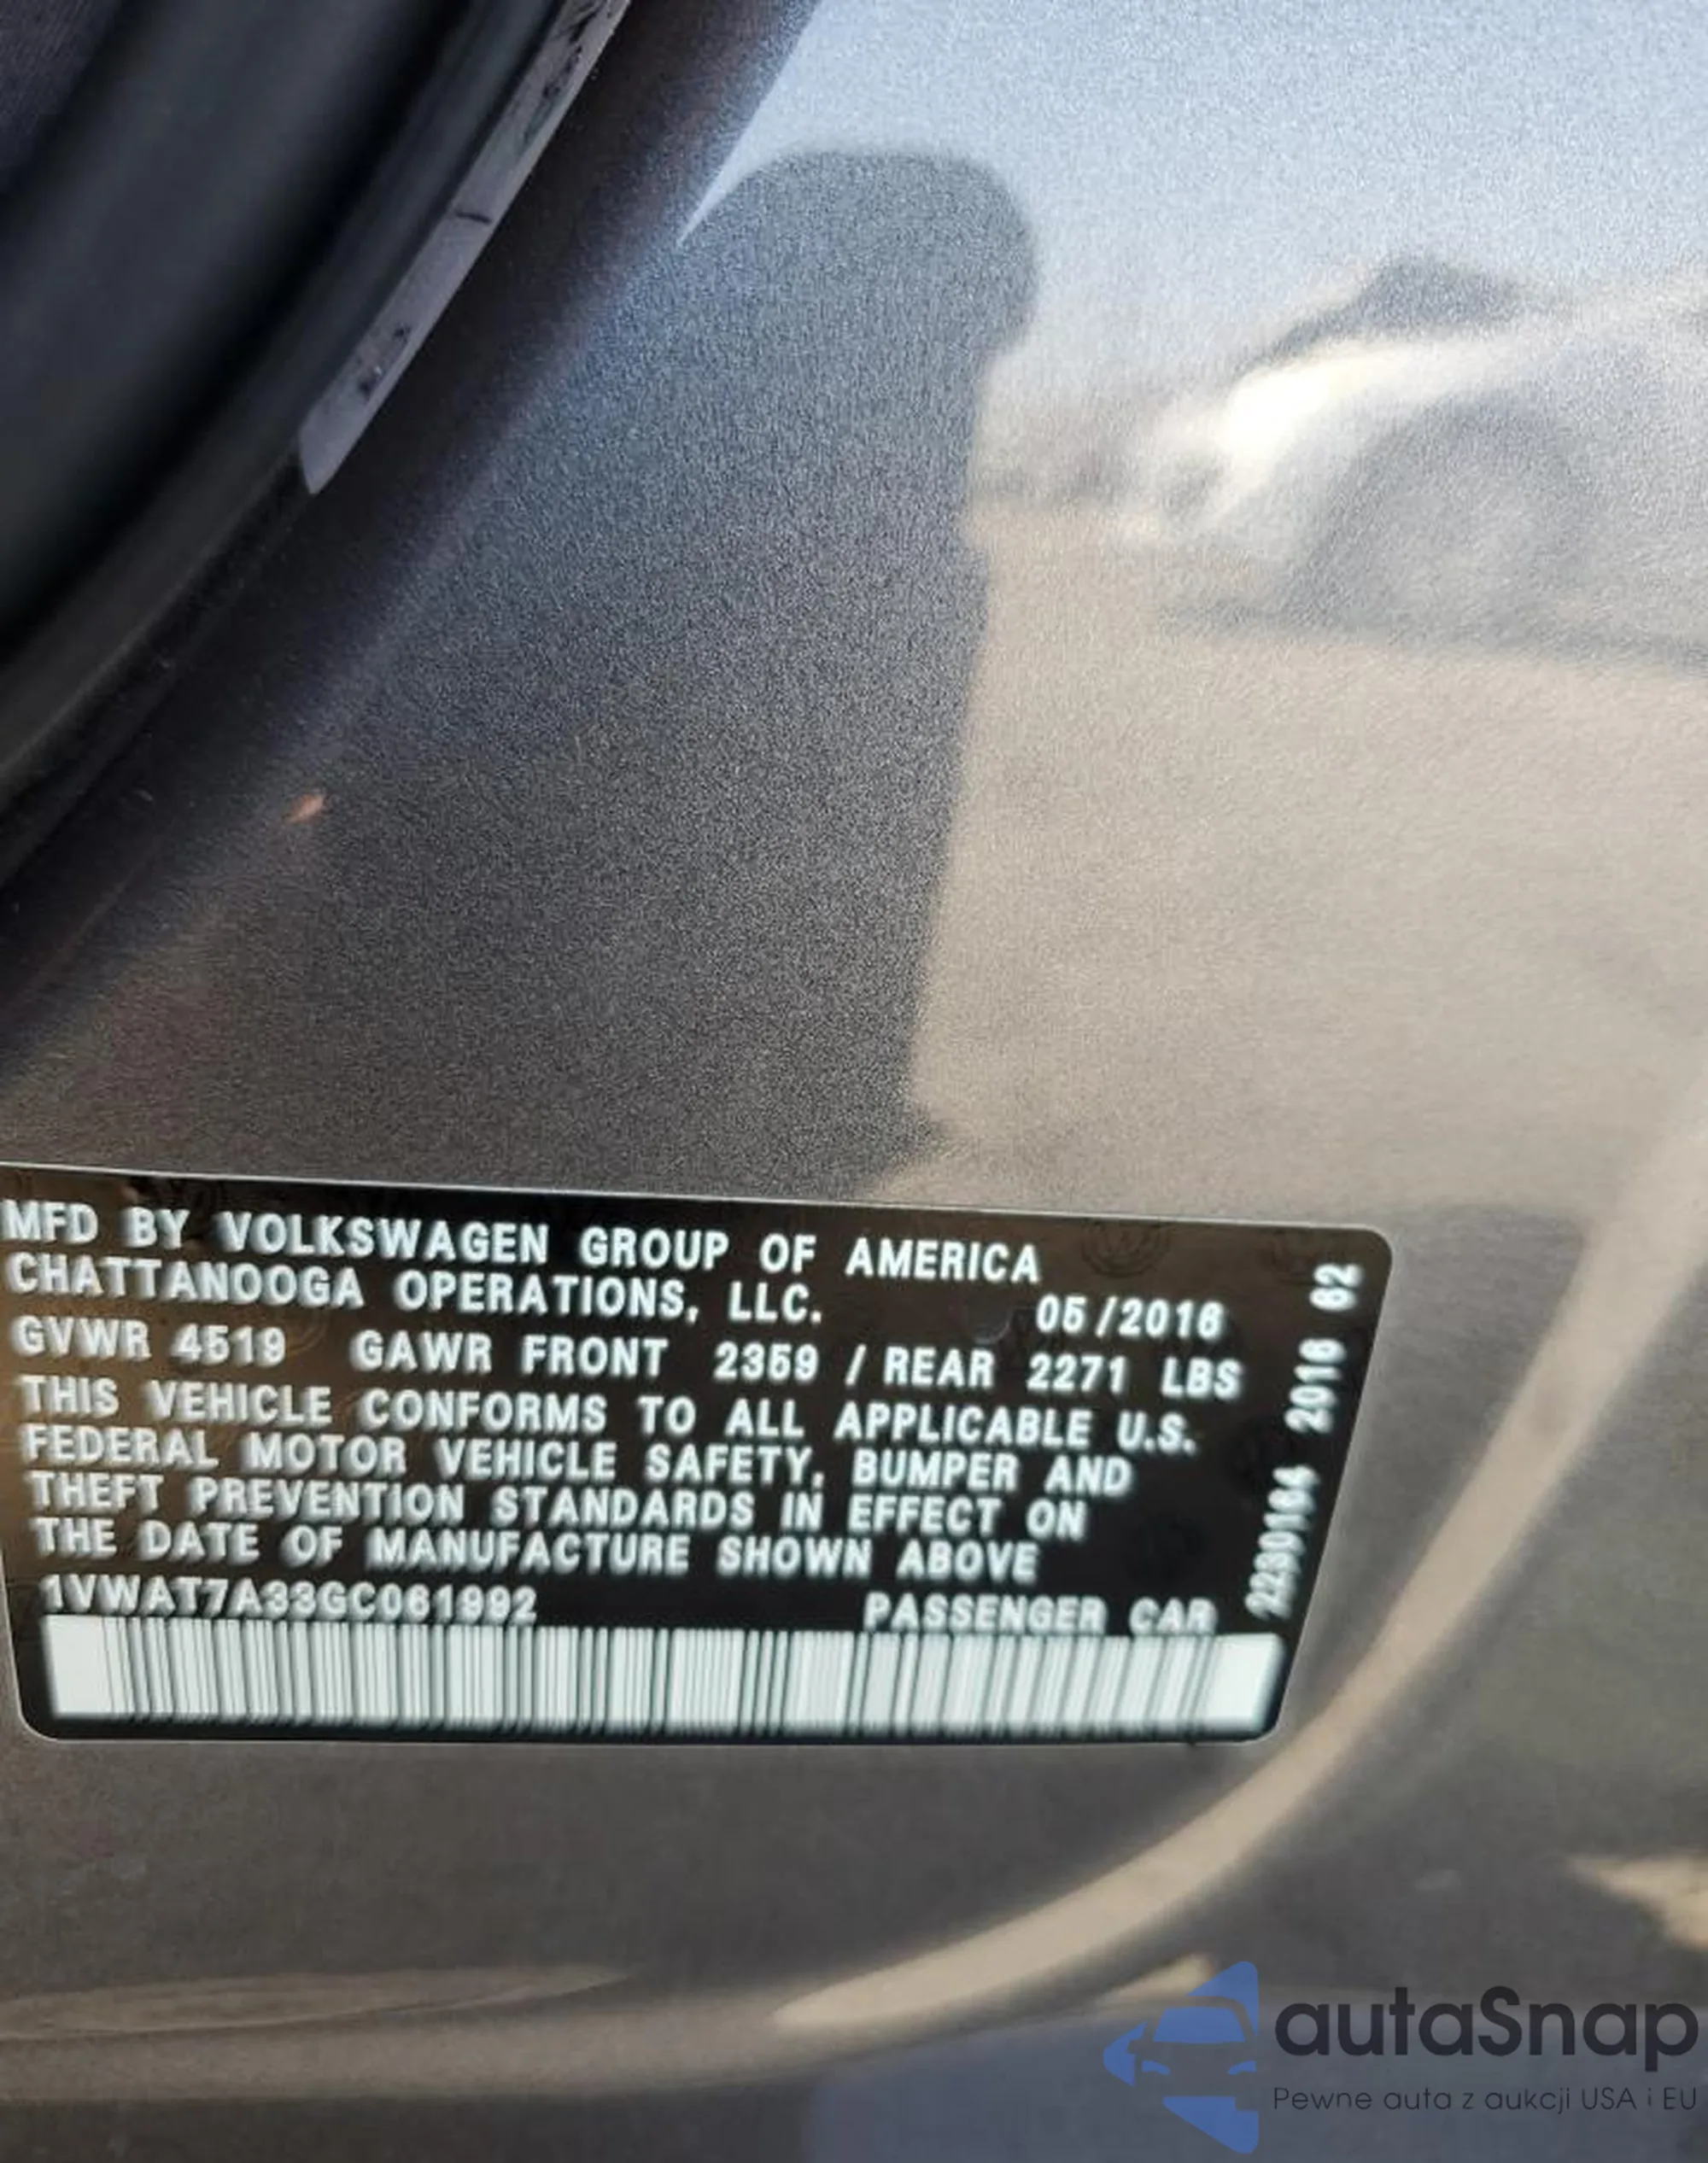 MFD BY VOLKSWAGEN GROUP OF AMERICA
CHATTANOOGA OPERATIONS, LLC.
05/2016
GVWR 4519 GAWR FRONT 2359 / REAR 2271 LBS
THIS VEHICLE CONFORMS TO ALL APPLICABLE U.S.
FEDERAL MOTOR VEHICLE SAFETY, BUMPER AND
THEFT PREVENTION STANDARDS IN EFFECT ON
THE DATE OF MANUFACTURE SHOWN ABOVE
1VWAT7A33GC061992 PASSENGER CAR
2016
autaSnap
Pewne auta z aukcji USA i EU